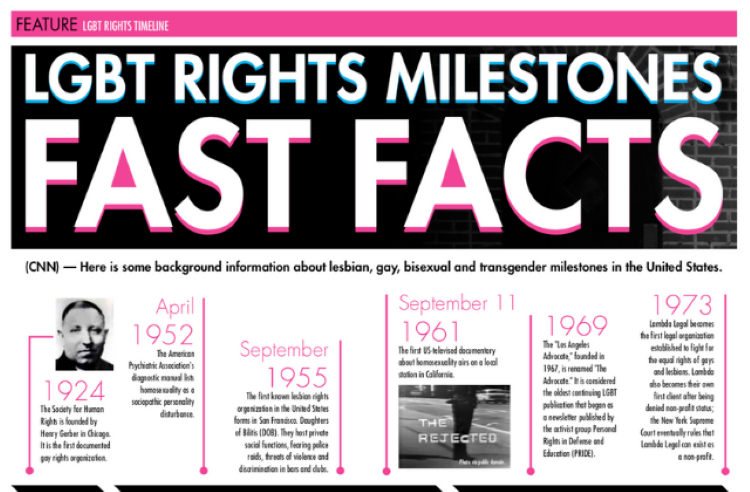 FEATURE LGBT RIGHTS TIMELINE
LGBT RIGHTS MILESTONES
FAST FACTS
(CNN) — Here is some background information about lesbian, gay, bisexual and transgender milestones in the United States.
1924
The Society for Human
Rights is founded by
Henry Gerber in Chicago.
It is the first documented
gay rights organization.
April
1952
The American
Psychiatric Association's
diagnostic manual lists
homosexuality as a
sociopathic personality
disturbance.
September
1955
The first known lesbian rights
organization in the United States
forms in San Francisco. Daughters
of Bilitis (DOB). They host private
social functions, fearing police
raids, threats of violence and
discrimination in bars and clubs.
September 11
1961
The first US-televised documentary
about homosexuality airs on a local
station in California.
THE
REJECTED
Photo via public domain.
1969
The "Los Angeles
Advocate," founded in
1967, is renamed "The
Advocate." It is considered
the oldest continuing LGBT
publication that began as
a newsletter published by
the activist group Personal
Rights in Defense and
Education (PRIDE).
1973
Lambda Legal becomes
the first legal organization
established to fight for
the equal rights of gays
and lesbians. Lambda
also becomes their own
first client after being
denied non-profit status;
the New York Supreme
Court eventually rules that
Lambda Legal can exist as
a non-profit.